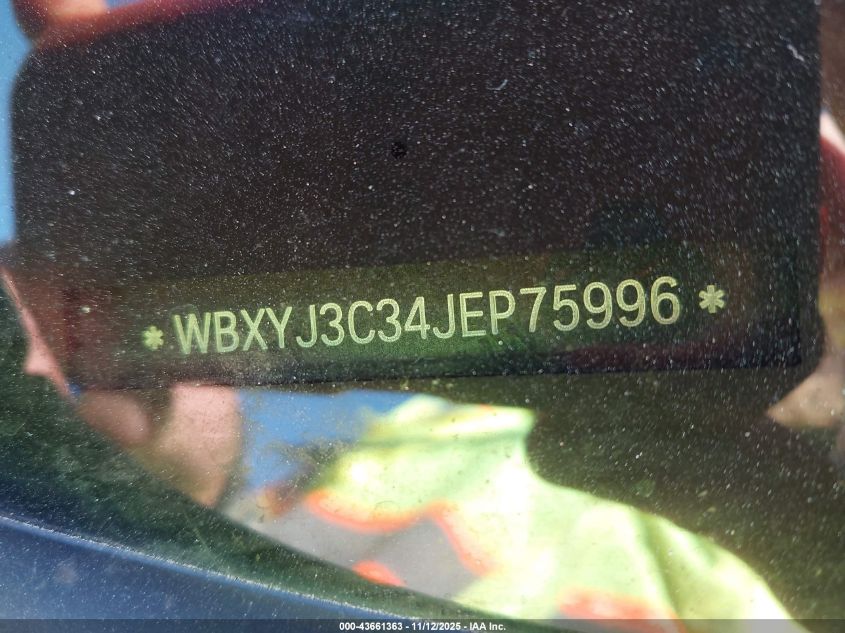 *WBXYJ3C34JEP75996*
000-43661363 - 11/12/2025 - IAA Inc.